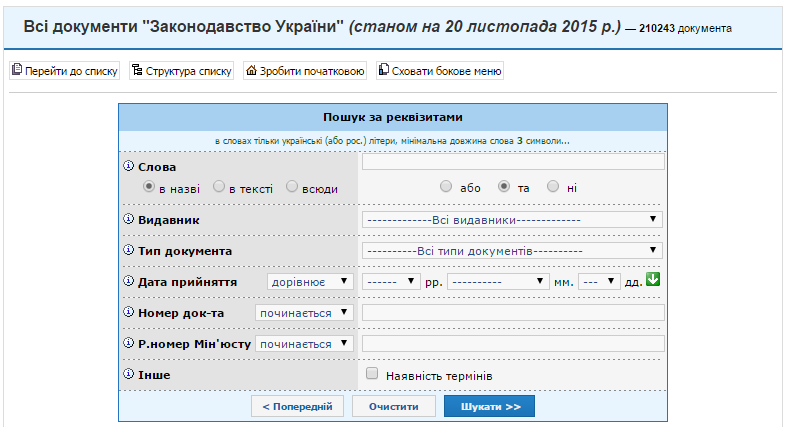 Всі документи "Законодавство України" (станом на 20 листопада 2015 р.) — 210243 документа
Перейти до списку Структура списку Зробити початковою Сховати бокове меню
Пошук за реквізитами
в словах тільки українські (або рос.) літери, мінімальна довжина слова 3 символи...
Слова
в назві в тексті всюди або та ні
Видавник -------------Всі видавники-------------
Тип документа ----------Всі типи документів----------
Дата прийняття дорівнює ------ рр. ---------- мм. --- дд.
Номер док-та починається
Р.номер Мін'юсту починається
Інше Наявність термінів
< Попередній Очистити Шукати >>